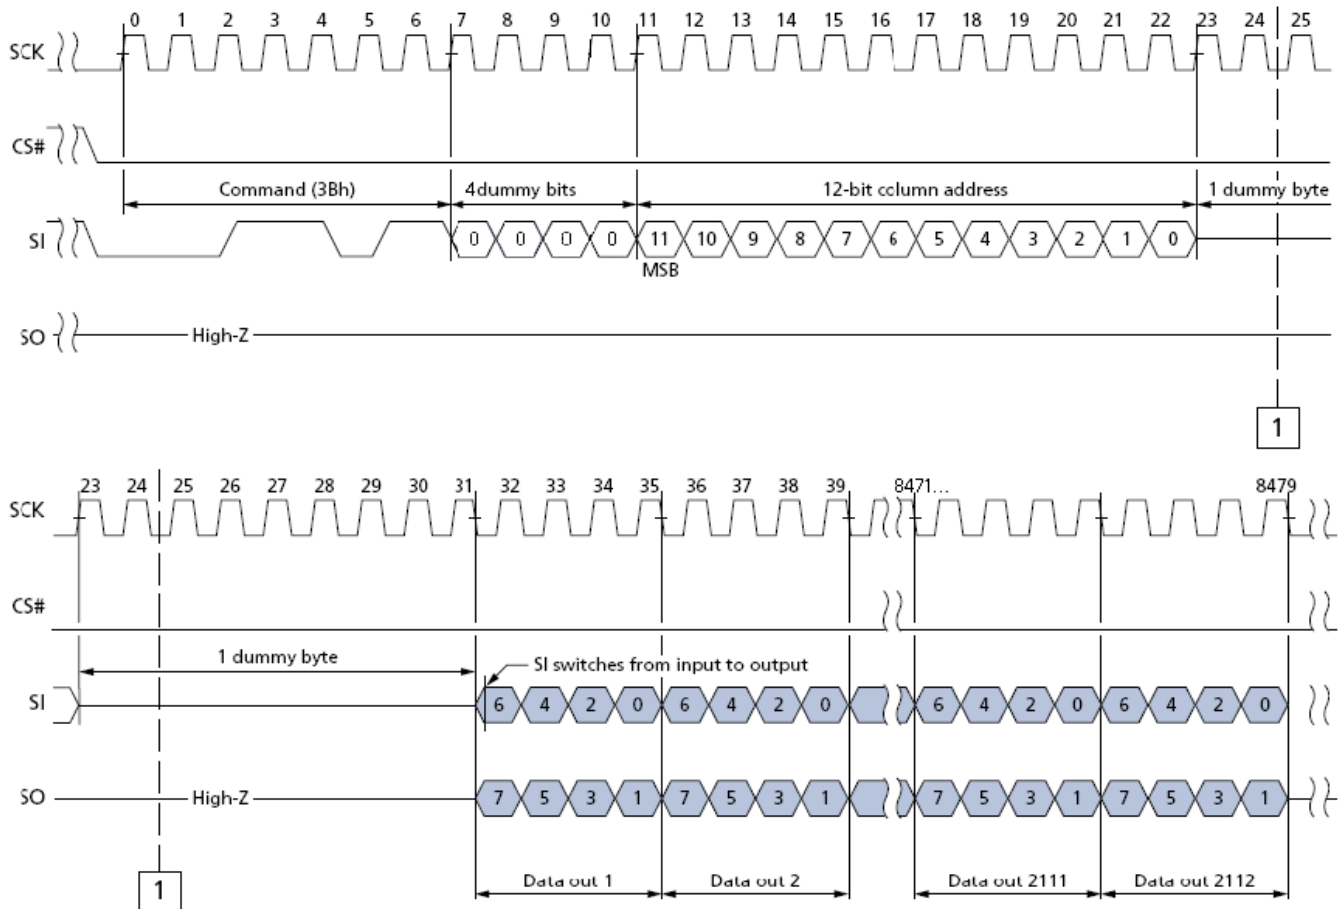 0 1 2 3 4 5 6 7 8 9 10 11 12 13 14 15 16 17 18 19 20 21 22 23 24 25
SCK
CS#
Command (3Bh) 4dummy bits 12-bit column address 1 dummy byte
SI 0 0 0 0 11 10 9 8 7 6 5 4 3 2 1 0
MSB
SO High-Z
1
23 24 25 26 27 28 29 30 31 32 33 34 35 36 37 38 39 8471... 8479
SCK
CS#
1 dummy byte SI switches from input to output
SI 6 4 2 0 6 4 2 0 6 4 2 0 6 4 2 0
SO High-Z 7 5 3 1 7 5 3 1 7 5 3 1 7 5 3 1
1 Data out 1 Data out 2 Data out 2111 Data out 2112